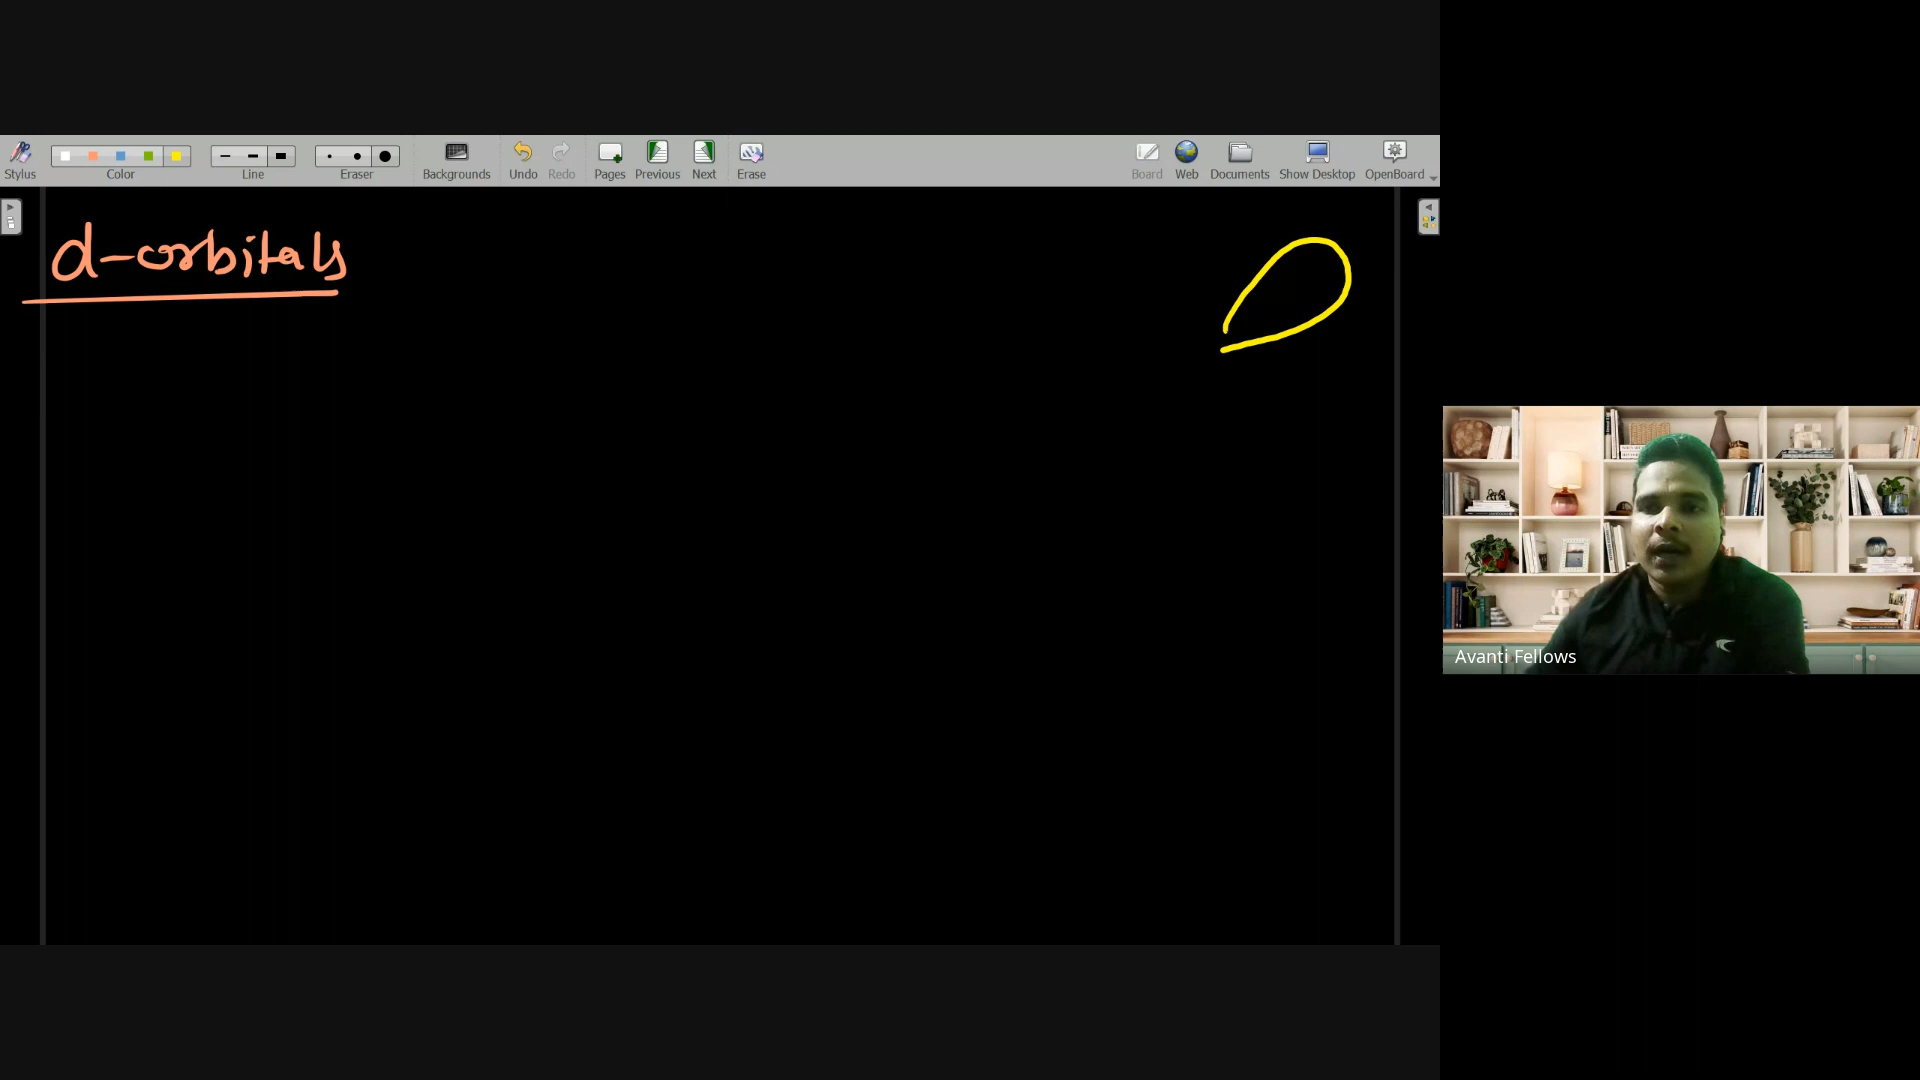 Stylus Color Line Eraser Backgrounds Undo Redo Pages Previous Next Erase Board Web Documents Show Desktop OpenBoard
d-orbitals
Avanti Fellows